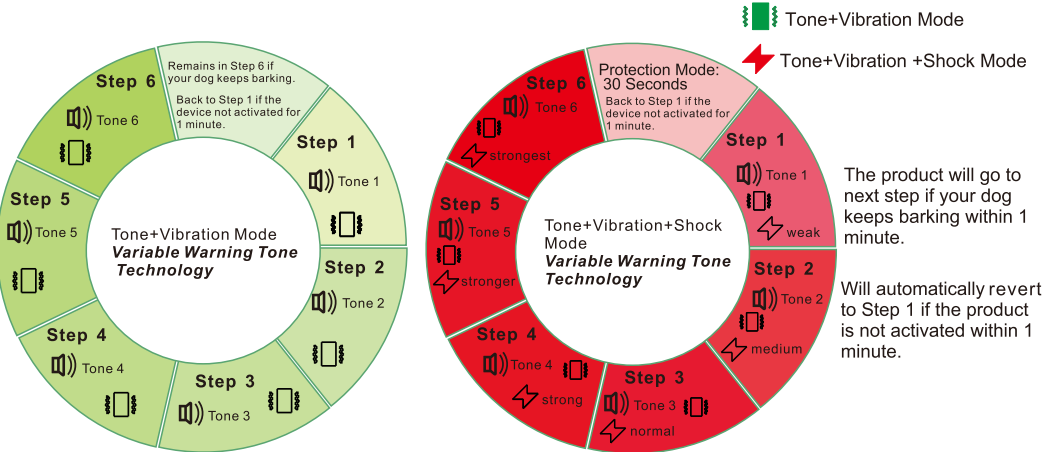 Tone+Vibration Mode
Tone+Vibration +Shock Mode
Remains in Step 6 if
your dog keeps barking.
Back to Step 1 if the
device not activated for
1 minute.
Step 1
Tone 1
Step 2
Tone 2
Step 3
Tone 3
Step 4
Tone 4
Step 5
Tone 5
Step 6
Tone 6
Tone+Vibration Mode
Variable Warning Tone
Technology
Protection Mode:
30 Seconds
Back to Step 1 if the
device not activated for
1 minute.
Step 1
Tone 1
weak
Step 2
Tone 2
medium
Step 3
Tone 3
normal
Step 4
Tone 4
strong
Step 5
Tone 5
stronger
Step 6
Tone 6
strongest
Tone+Vibration+Shock
Mode
Variable Warning Tone
Technology
The product will go to
next step if your dog
keeps barking within 1
minute.
Will automatically revert
to Step 1 if the product
is not activated within 1
minute.